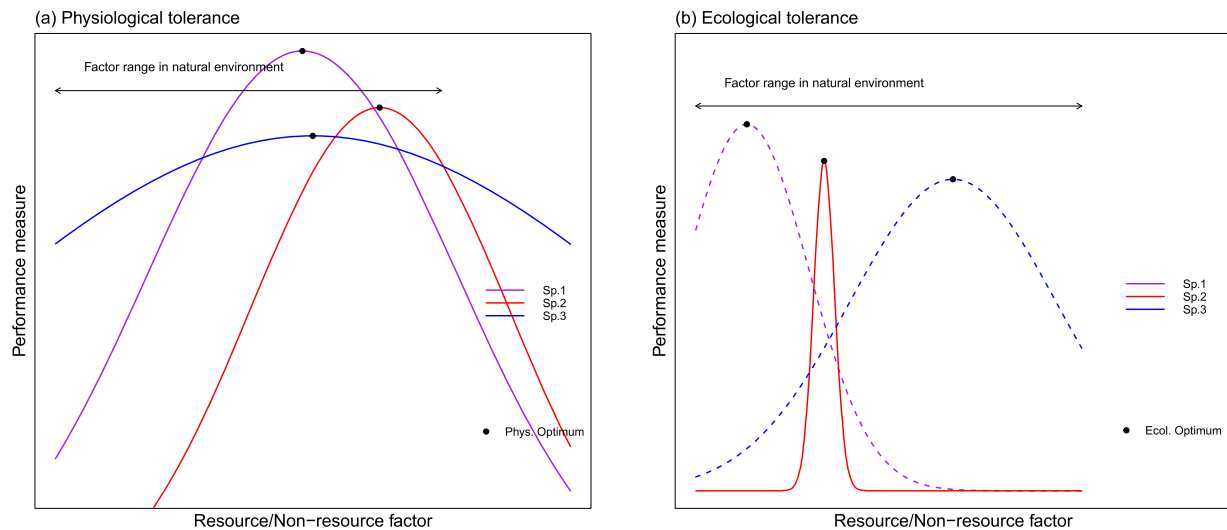 (a) Physiological tolerance
Factor range in natural environment
Performance measure
Sp.1
Sp.2
Sp.3
Phys. Optimum
Resource/Non−resource factor
(b) Ecological tolerance
Factor range in natural environment
Performance measure
Sp.1
Sp.2
Sp.3
Ecol. Optimum
Resource/Non−resource factor